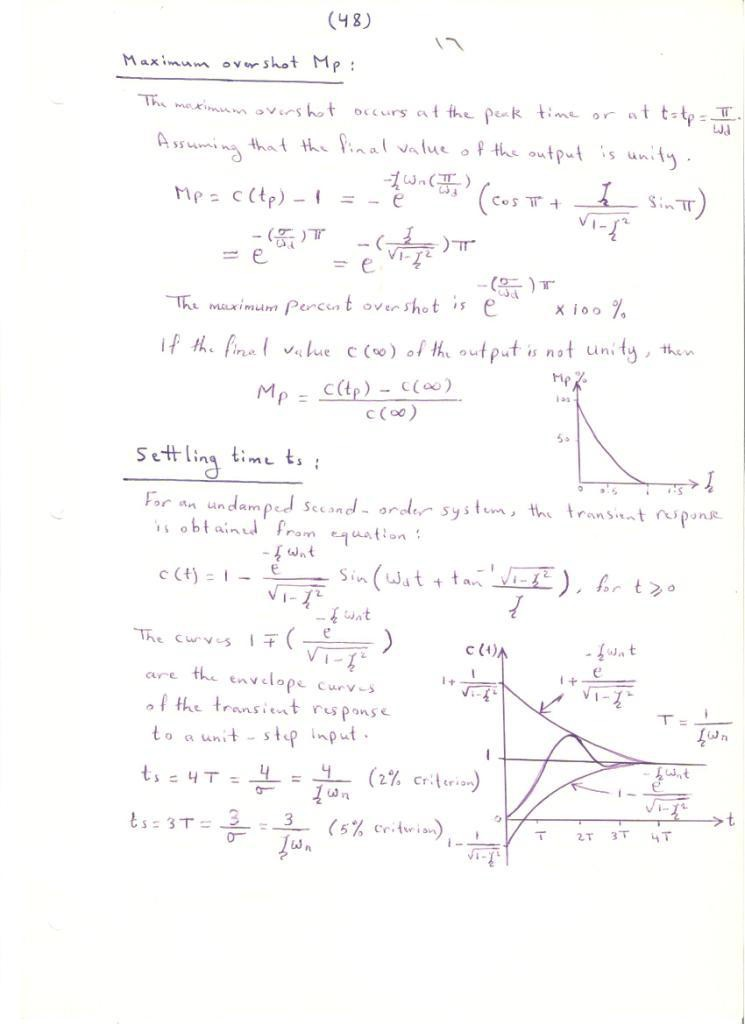 (48)
١٦
Maximum overshot Mp :
The maximum overshot occurs at the peak time or at t=tp = π/ωd.
Assuming that the final value of the output is unity.
Mp = c(tp) - 1 = - e^(-ζωn(π/ωd)) (cos π + ζ/√(1-ζ²) sin π)
= e^(-(σ/ωd)π) = e^(-(ζ/√(1-ζ²))π)
The maximum percent overshot is e^(-(σ/ωd)π) x 100 %
If the final value c(∞) of the output is not unity, then
Mp = (c(tp) - c(∞))/c(∞)
Mp%
100
50
0 0.5 1 1.5 ζ
Settling time ts :
For an undamped second-order system, the transient response
is obtained from equation :
c(t) = 1 - e^(-ζωnt)/√(1-ζ²) sin(ωdt + tan⁻¹ √(1-ζ²)/ζ), for t ≥ 0
The curves 1 ∓ (e^(-ζωnt)/√(1-ζ²))
are the envelope curves
of the transient response
to a unit-step input.
ts = 4T = 4/σ = 4/ζωn (2% criterion)
ts = 3T = 3/σ = 3/ζωn (5% criterion)
c(t)
1 + 1/√(1-ζ²)
1 + e^(-ζωnt)/√(1-ζ²)
T = 1/ζωn
1
1 - e^(-ζωnt)/√(1-ζ²)
0
T 2T 3T 4T t
1 - 1/√(1-ζ²)